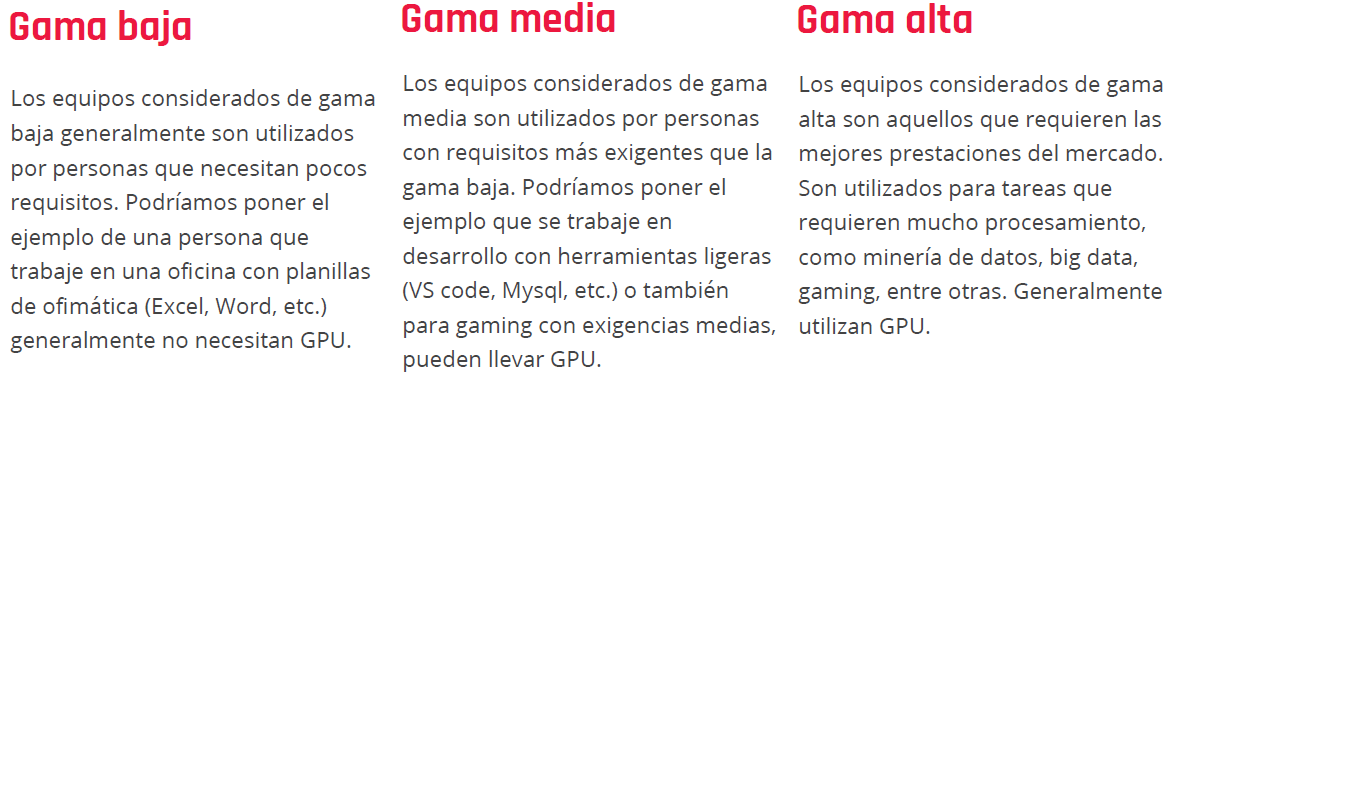 Gama baja
Los equipos considerados de gama
baja generalmente son utilizados
por personas que necesitan pocos
requisitos. Podríamos poner el
ejemplo de una persona que
trabaje en una oficina con planillas
de ofimática (Excel, Word, etc.)
generalmente no necesitan GPU.
Gama media
Los equipos considerados de gama
media son utilizados por personas
con requisitos más exigentes que la
gama baja. Podríamos poner el
ejemplo que se trabaje en
desarrollo con herramientas ligeras
(VS code, Mysql, etc.) o también
para gaming con exigencias medias,
pueden llevar GPU.
Gama alta
Los equipos considerados de gama
alta son aquellos que requieren las
mejores prestaciones del mercado.
Son utilizados para tareas que
requieren mucho procesamiento,
como minería de datos, big data,
gaming, entre otras. Generalmente
utilizan GPU.